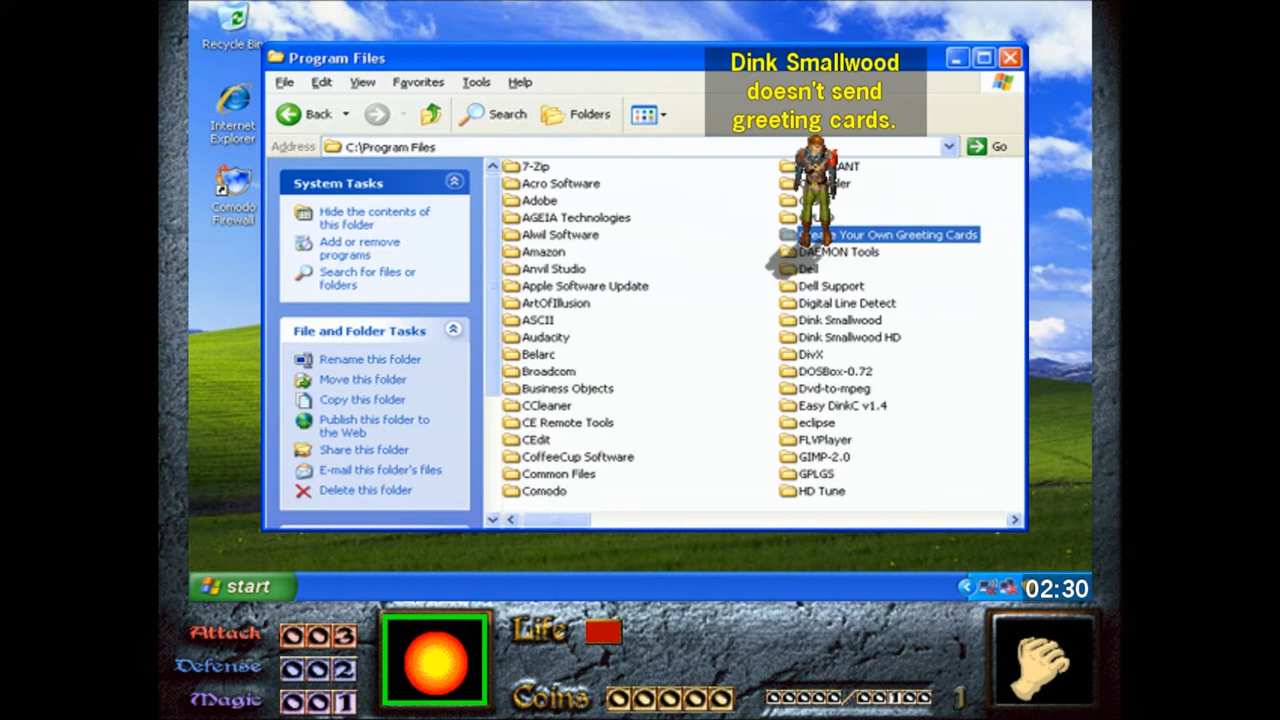 Recycle Bin
Internet
Explorer
Comodo
Firewall
Program Files
File Edit View Favorites Tools Help
Back Search Folders
Address C:\Program Files Go
Dink Smallwood
doesn't send
greeting cards.
System Tasks
Hide the contents of
this folder
Add or remove
programs
Search for files or
folders
File and Folder Tasks
Rename this folder
Move this folder
Copy this folder
Publish this folder to
the Web
Share this folder
E-mail this folder's files
Delete this folder
7-Zip
Acro Software
Adobe
AGEIA Technologies
Alwil Software
Amazon
Anvil Studio
Apple Software Update
ArtOfIllusion
ASCII
Audacity
Belarc
Broadcom
Business Objects
CCleaner
CE Remote Tools
CEdit
CoffeeCup Software
Common Files
Comodo
Your Own Greeting Cards
DAEMON Tools
Dell
Dell Support
Digital Line Detect
Dink Smallwood
Dink Smallwood HD
DivX
DOSBox-0.72
Dvd-to-mpeg
Easy DinkC v1.4
eclipse
FLVPlayer
GIMP-2.0
GPLGS
HD Tune
start
02:30
Attack 003
Defense 002
Magic 001
Life
Coins 00000
00000/00100 1